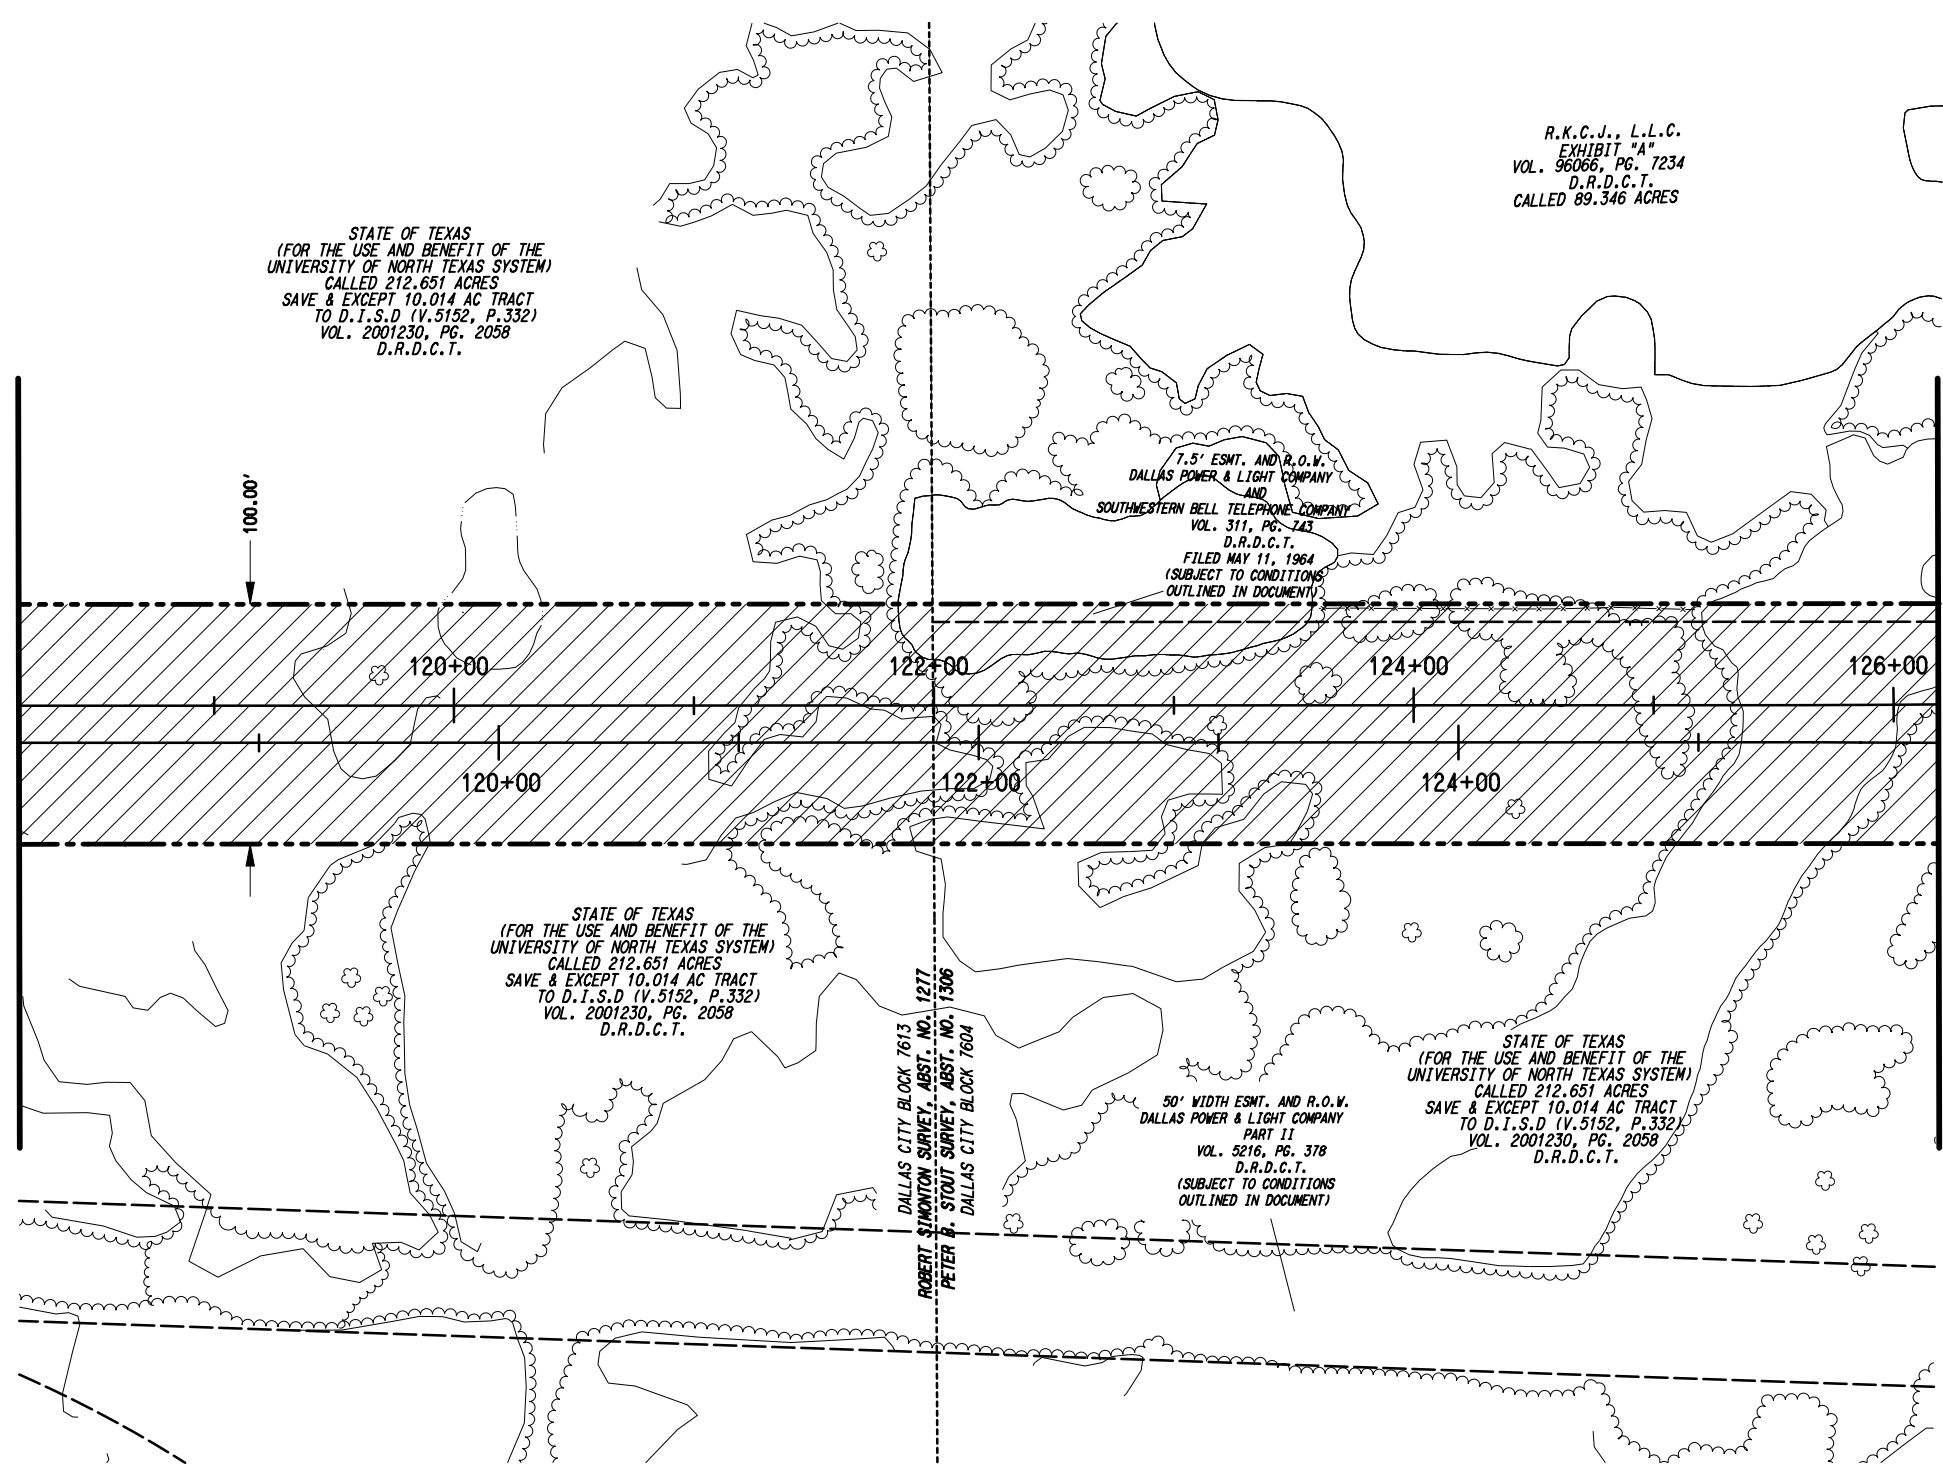 R.K.C.J., L.L.C.
EXHIBIT "A"
VOL. 96066, PG. 7234
D.R.D.C.T.
CALLED 89.346 ACRES
STATE OF TEXAS
(FOR THE USE AND BENEFIT OF THE
UNIVERSITY OF NORTH TEXAS SYSTEM)
CALLED 212.651 ACRES
SAVE & EXCEPT 10.014 AC TRACT
TO D.I.S.D (V.5152, P.332)
VOL. 2001230, PG. 2058
D.R.D.C.T.
7.5' ESMT. AND R.O.W.
DALLAS POWER & LIGHT COMPANY
AND
SOUTHWESTERN BELL TELEPHONE COMPANY
VOL. 311, PG. 743
D.R.D.C.T.
FILED MAY 11, 1964
(SUBJECT TO CONDITIONS
OUTLINED IN DOCUMENT)
100.00'
120+00
122+00
124+00
126+00
120+00
122+00
124+00
STATE OF TEXAS
(FOR THE USE AND BENEFIT OF THE
UNIVERSITY OF NORTH TEXAS SYSTEM)
CALLED 212.651 ACRES
SAVE & EXCEPT 10.014 AC TRACT
TO D.I.S.D (V.5152, P.332)
VOL. 2001230, PG. 2058
D.R.D.C.T.
DALLAS CITY BLOCK 7613
ROBERT SIMONTON SURVEY, ABST. NO. 1277
PETER B. STOUT SURVEY, ABST. NO. 1306
DALLAS CITY BLOCK 7604
50' WIDTH ESMT. AND R.O.W.
DALLAS POWER & LIGHT COMPANY
PART II
VOL. 5216, PG. 378
D.R.D.C.T.
(SUBJECT TO CONDITIONS
OUTLINED IN DOCUMENT)
STATE OF TEXAS
(FOR THE USE AND BENEFIT OF THE
UNIVERSITY OF NORTH TEXAS SYSTEM)
CALLED 212.651 ACRES
SAVE & EXCEPT 10.014 AC TRACT
TO D.I.S.D (V.5152, P.332)
VOL. 2001230, PG. 2058
D.R.D.C.T.